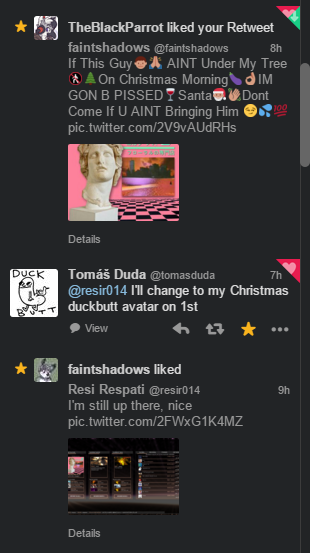 TheBlackParrot liked your Retweet
faintshadows @faintshadows 8h
If This Guy👦🙏 AINT Under My Tree
🚷🎄On Christmas Morning🍆👌IM
GON B PISSED🍷Santa🎅👋Dont
Come If U AINT Bringing Him 😏💦💯
pic.twitter.com/2V9vAUdRHs
Details
Tomáš Duda @tomasduda 7h
@resir014 I'll change to my Christmas
duckbutt avatar on 1st
DUCK
BUTT
View
faintshadows liked
Resi Respati @resir014 9h
I'm still up there, nice
pic.twitter.com/2FWxG1K4MZ
Details